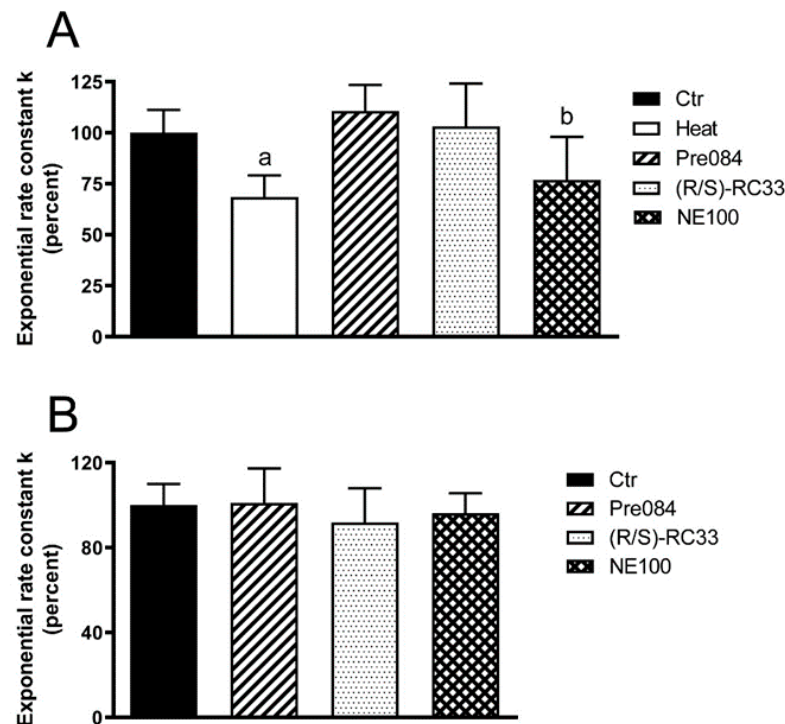 A
Exponential rate constant k
(percent)
125
100
75
50
25
0
a
b
Ctr
Heat
Pre084
(R/S)-RC33
NE100
B
Exponential rate constant k
(percent)
120
80
40
0
Ctr
Pre084
(R/S)-RC33
NE100